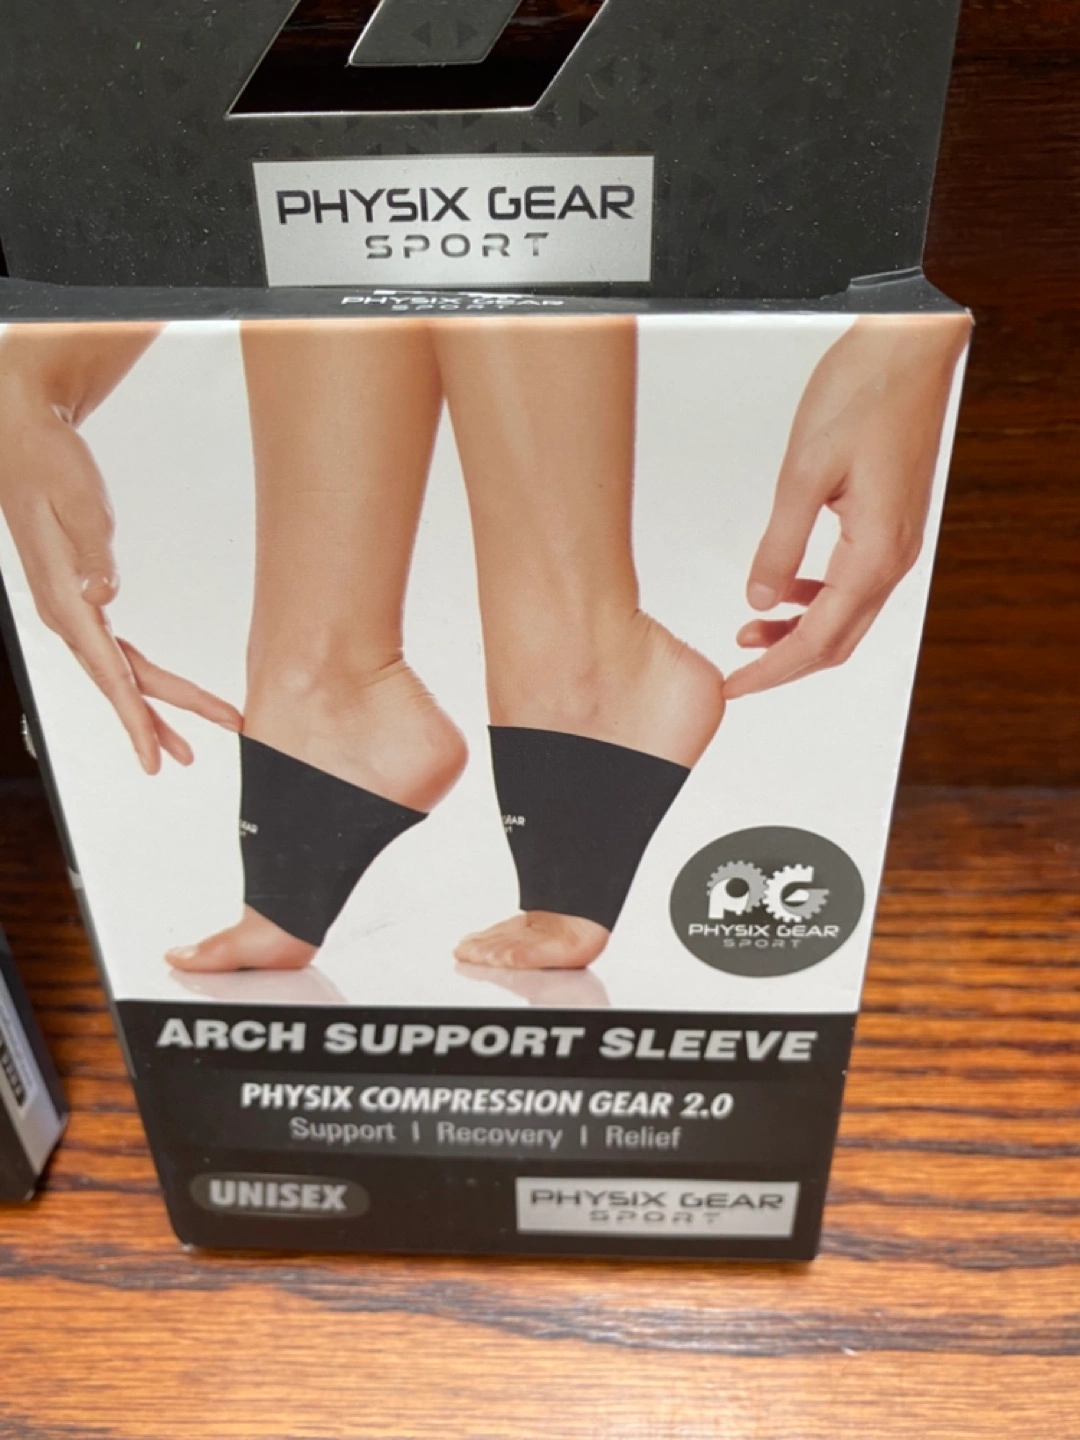 PHYSIX GEAR
SPORT
PHYSIX GEAR
SPORT
GEAR
PHYSIX GEAR
SPORT
ARCH SUPPORT SLEEVE
PHYSIX COMPRESSION GEAR 2.0
Support | Recovery | Relief
UNISEX
PHYSIX GEAR
SPORT